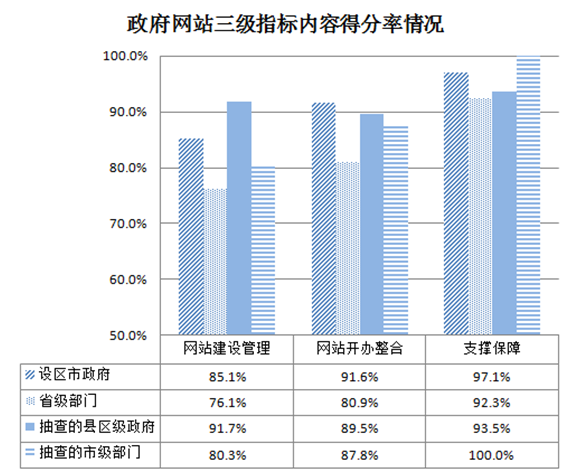 政府网站三级指标内容得分率情况
100.0%
90.0%
80.0%
70.0%
60.0%
50.0%
网站建设管理 网站开办整合 支撑保障
设区市政府 85.1% 91.6% 97.1%
省级部门 76.1% 80.9% 92.3%
抽查的县区级政府 91.7% 89.5% 93.5%
抽查的市级部门 80.3% 87.8% 100.0%